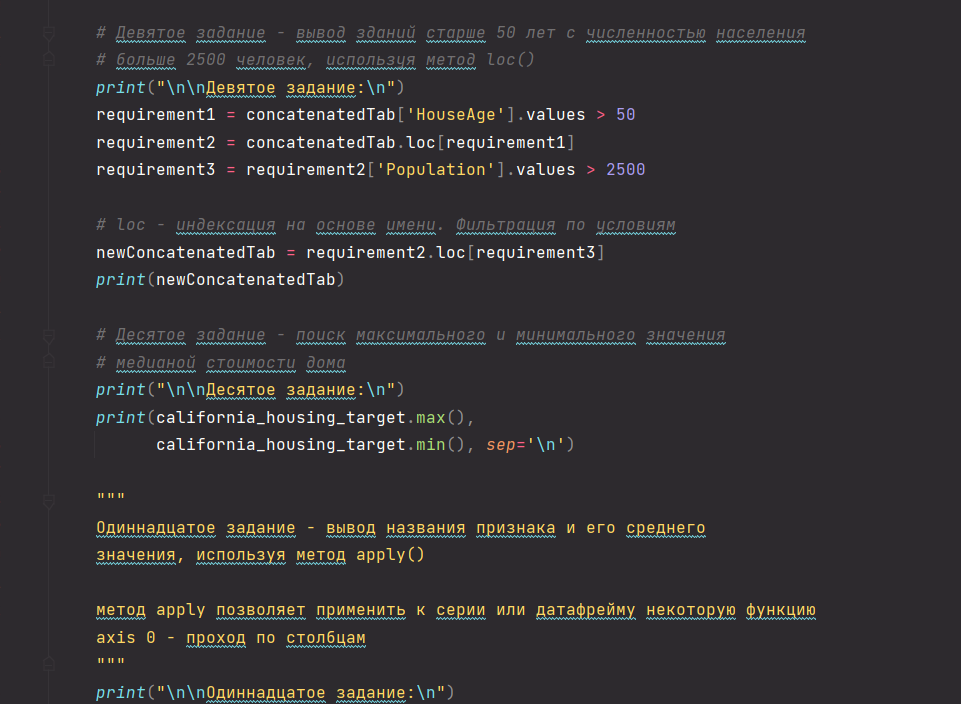 # Девятое задание - вывод зданий старше 50 лет с численностью населения
# больше 2500 человек, используя метод loc()
print("\n\nДевятое задание:\n")
requirement1 = concatenatedTab['HouseAge'].values > 50
requirement2 = concatenatedTab.loc[requirement1]
requirement3 = requirement2['Population'].values > 2500
# loc - индексация на основе имени. Фильтрация по условиям
newConcatenatedTab = requirement2.loc[requirement3]
print(newConcatenatedTab)
# Десятое задание - поиск максимального и минимального значения
# медианой стоимости дома
print("\n\nДесятое задание:\n")
print(california_housing_target.max(),
california_housing_target.min(), sep='\n')
"""
Одиннадцатое задание - вывод названия признака и его среднего
значения, используя метод apply()
метод apply позволяет применить к серии или датафрейму некоторую функцию
axis 0 - проход по столбцам
"""
print("\n\nОдиннадцатое задание:\n")